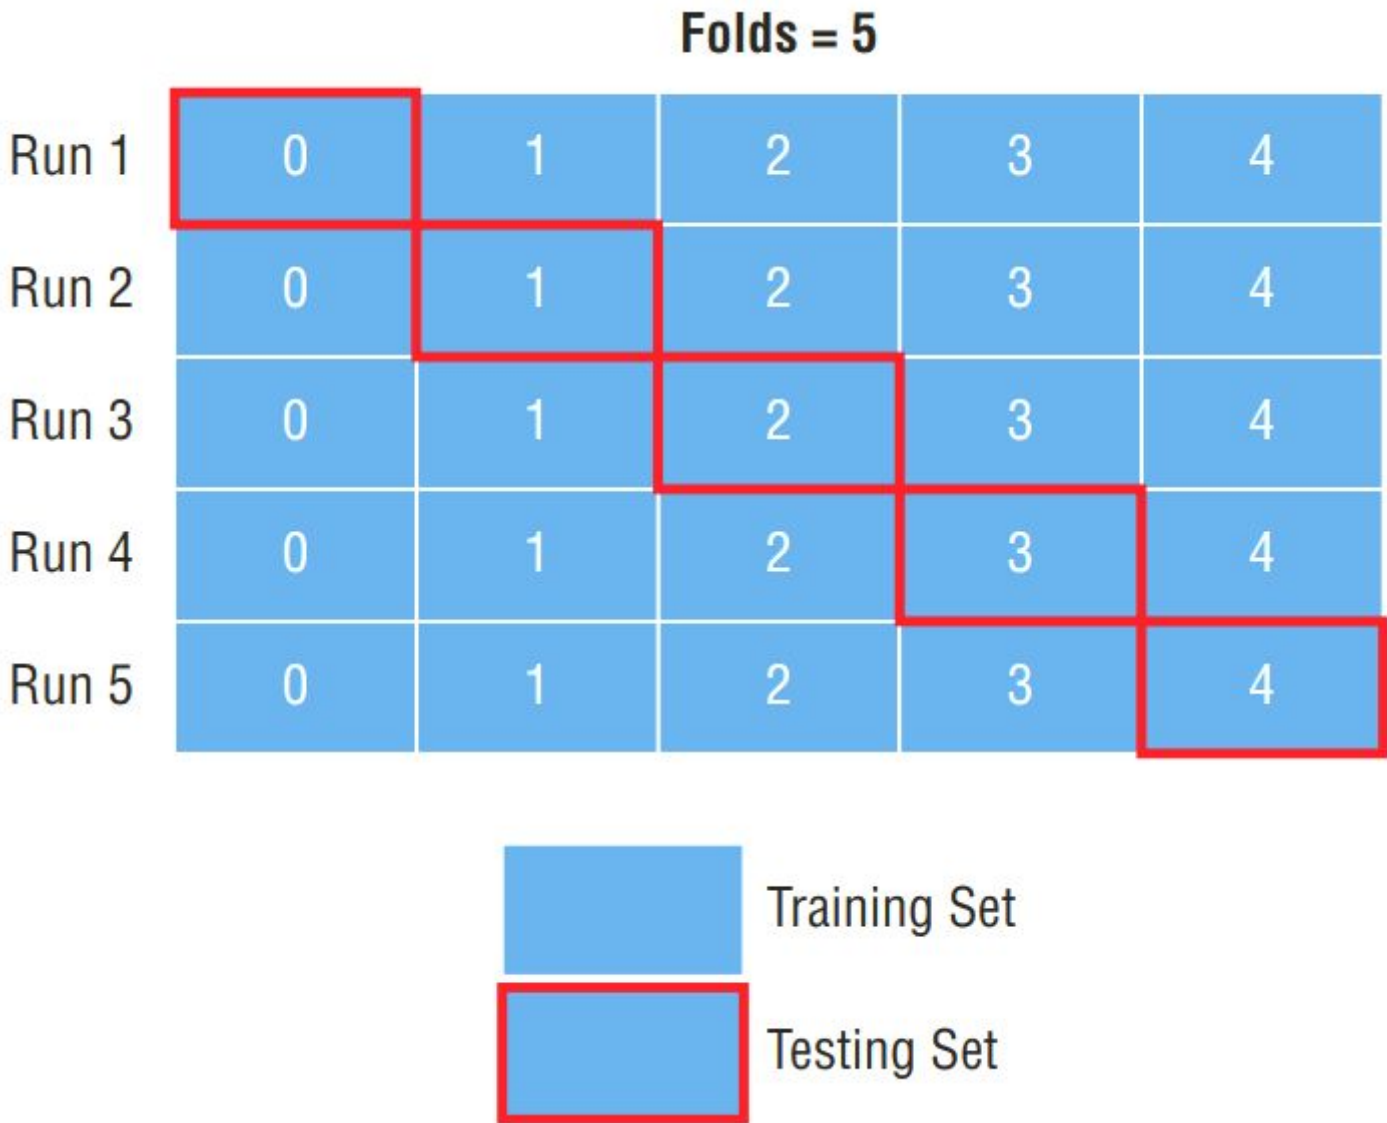 Folds = 5
Run 1 0 1 2 3 4
Run 2 0 1 2 3 4
Run 3 0 1 2 3 4
Run 4 0 1 2 3 4
Run 5 0 1 2 3 4
Training Set
Testing Set